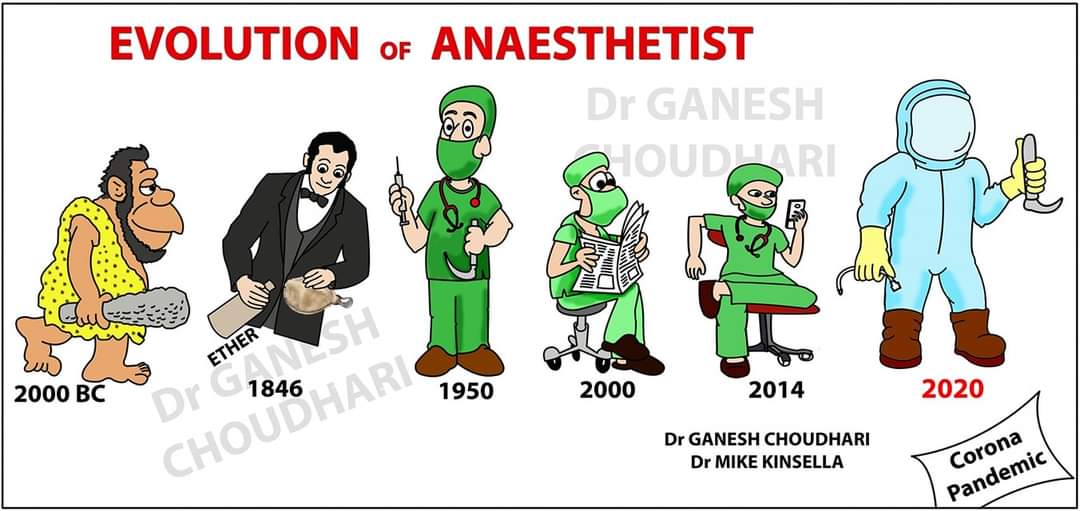 EVOLUTION OF ANAESTHETIST
Dr GANESH
CHOUDHARI
ETHER
Dr GANESH
CHOUDHARI
2000 BC
1846
1950
2000
2014
2020
Dr GANESH CHOUDHARI
Dr MIKE KINSELLA
Corona
Pandemic